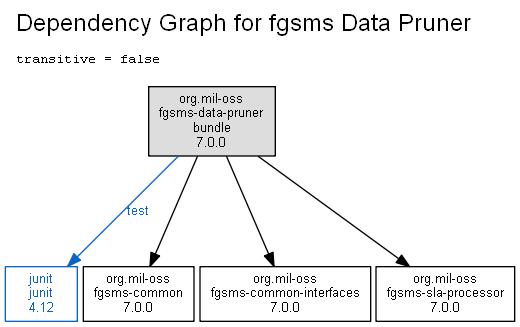 Dependency Graph for fgsms Data Pruner
transitive = false
org.mil-oss
fgsms-data-pruner
bundle
7.0.0
test
junit
junit
4.12
org.mil-oss
fgsms-common
7.0.0
org.mil-oss
fgsms-common-interfaces
7.0.0
org.mil-oss
fgsms-sla-processor
7.0.0